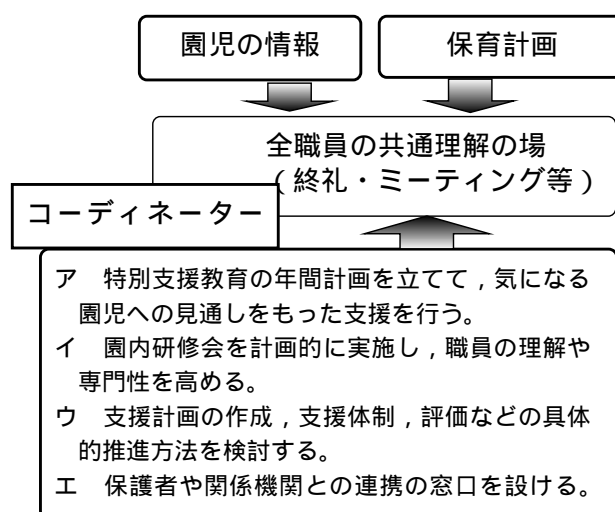 園児の情報
保育計画
全職員の共通理解の場
(終礼・ミーティング等)
コーディネーター
ア 特別支援教育の年間計画を立てて,気になる
園児への見通しをもった支援を行う。
イ 園内研修会を計画的に実施し,職員の理解や
専門性を高める。
ウ 支援計画の作成,支援体制,評価などの具体
的推進方法を検討する。
エ 保護者や関係機関との連携の窓口を設ける。